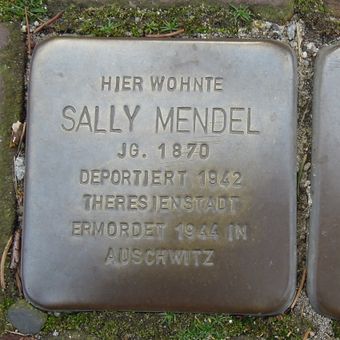 HIER WOHNTE
SALLY MENDEL
JG. 1870
DEPORTIERT 1942
THERESIENSTADT
ERMORDET 1944 IN
AUSCHWITZ